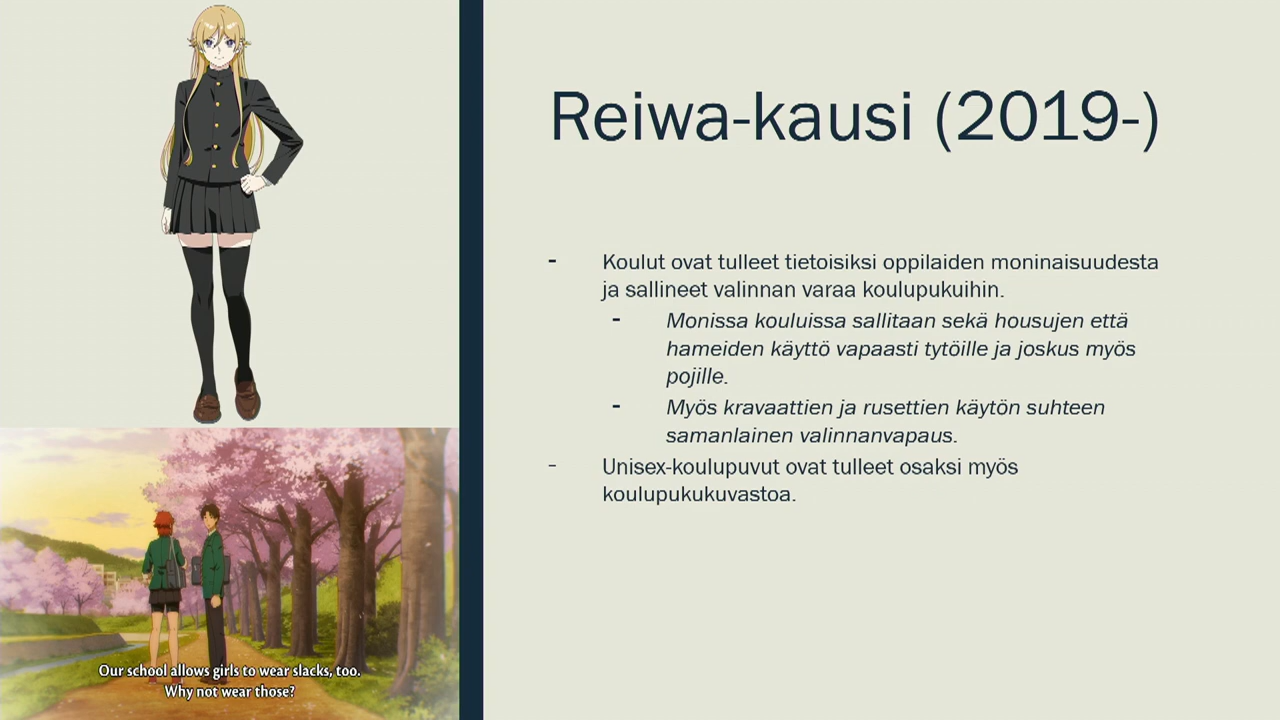 Reiwa-kausi (2019-)
- Koulut ovat tulleet tietoisiksi oppilaiden moninaisuudesta
ja sallineet valinnan varaa koulupukuihin.
- Monissa kouluissa sallitaan sekä housujen että
hameiden käyttö vapaasti tytöille ja joskus myös
pojille.
- Myös kravaattien ja rusettien käytön suhteen
samanlainen valinnanvapaus.
- Unisex-koulupuvut ovat tulleet osaksi myös
koulupukukuvastoa.
Our school allows girls to wear slacks, too.
Why not wear those?